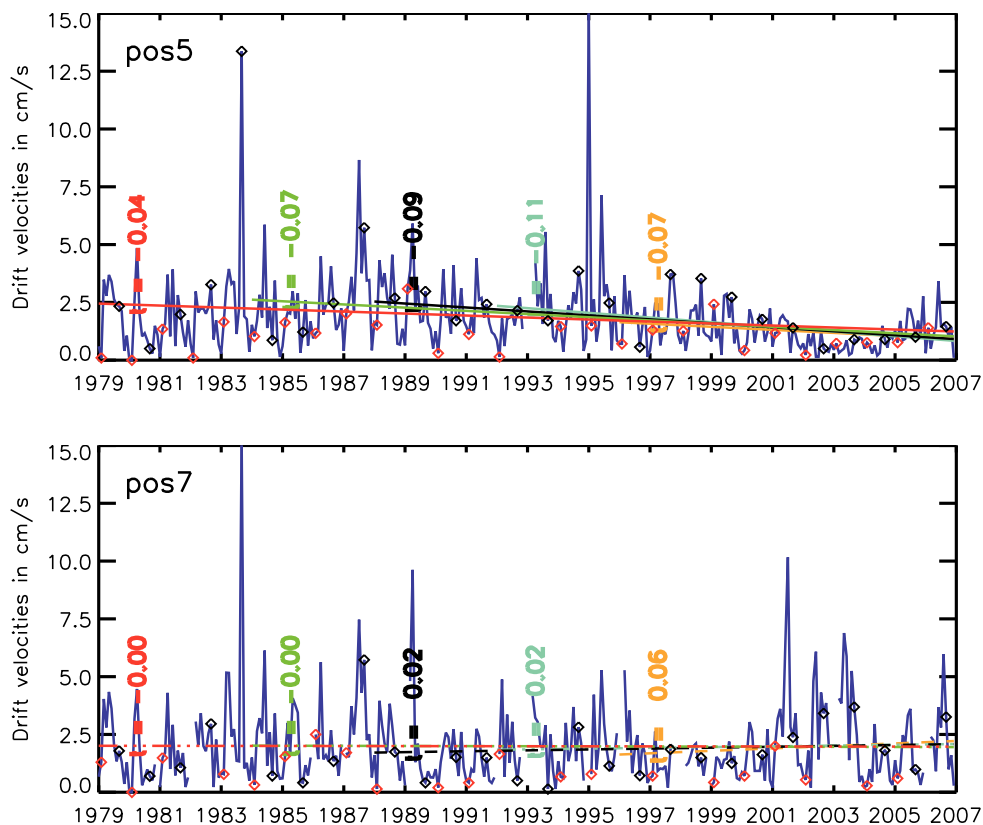 15.0
pos5
12.5
10.0
7.5
5.0
2.5
0.0
Drift velocities in cm/s
t= -0.04
t= -0.07
t= -0.09
t= -0.11
t= -0.07
1979 1981 1983 1985 1987 1989 1991 1993 1995 1997 1999 2001 2003 2005 2007
15.0
pos7
12.5
10.0
7.5
5.0
2.5
0.0
Drift velocities in cm/s
t= -0.00
t= -0.00
t= 0.02
t= 0.02
t= 0.06
1979 1981 1983 1985 1987 1989 1991 1993 1995 1997 1999 2001 2003 2005 2007